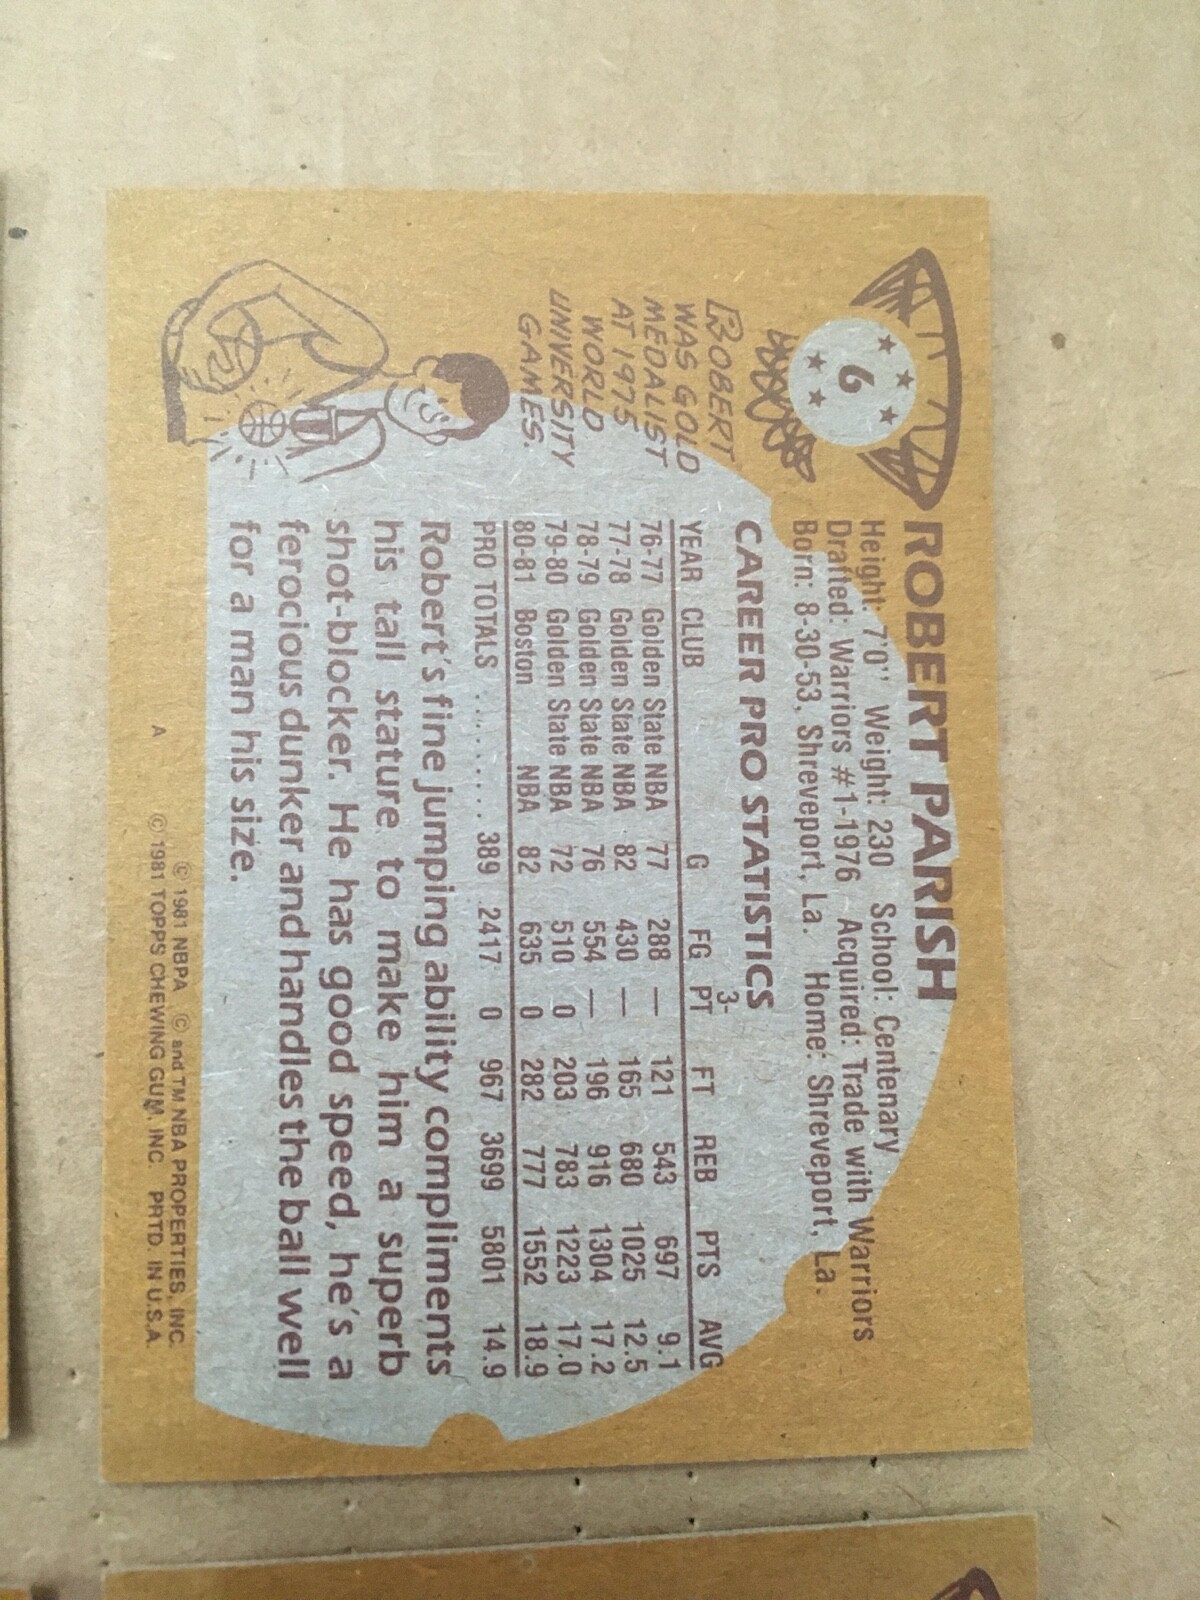 6
ROBERT PARISH
Height: 7'0" Weight: 230 School: Centenary
Drafted: Warriors #1-1976 Acquired: Trade with Warriors
Born: 8-30-53, Shreveport, La. Home: Shreveport, La.
ROBERT
WAS GOLD
MEDALIST
AT 1975
WORLD
UNIVERSITY
GAMES.
CAREER PRO STATISTICS
YEAR CLUB G FG 3-PT FT REB PTS AVG
76-77 Golden State NBA 77 288 — 121 543 697 9.1
77-78 Golden State NBA 82 430 — 165 680 1025 12.5
78-79 Golden State NBA 76 554 — 196 916 1304 17.2
79-80 Golden State NBA 72 510 0 203 783 1223 17.0
80-81 Boston NBA 82 635 0 282 777 1552 18.9
PRO TOTALS .......... 389 2417 0 967 3699 5801 14.9
Robert's fine jumping ability compliments
his tall stature to make him a superb
shot-blocker. He has good speed, he's a
ferocious dunker and handles the ball well
for a man his size.
© 1981 NBPA © and TM NBA PROPERTIES, INC.
A © 1981 TOPPS CHEWING GUM, INC. PRTD. IN U.S.A.